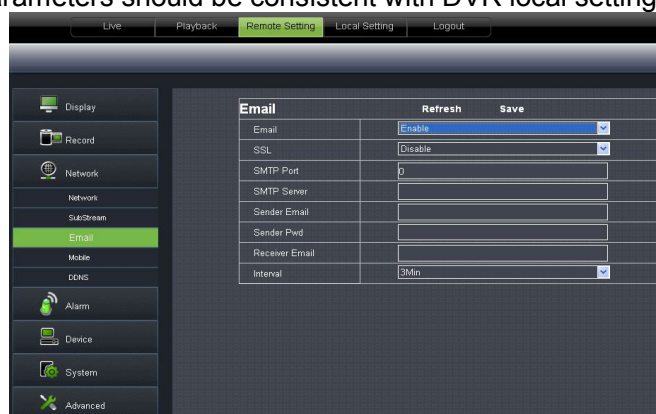 arameters should be consistent with DVR local setting
Live Playback Remote Setting Local Setting Logout
Display
Record
Network
Network
SubStream
Email
Mobile
DDNS
Alarm
Device
System
Advanced
Email Refresh Save
Email Enable
SSL Disable
SMTP Port 0
SMTP Server
Sender Email
Sender Pwd
Receiver Email
Interval 3Min